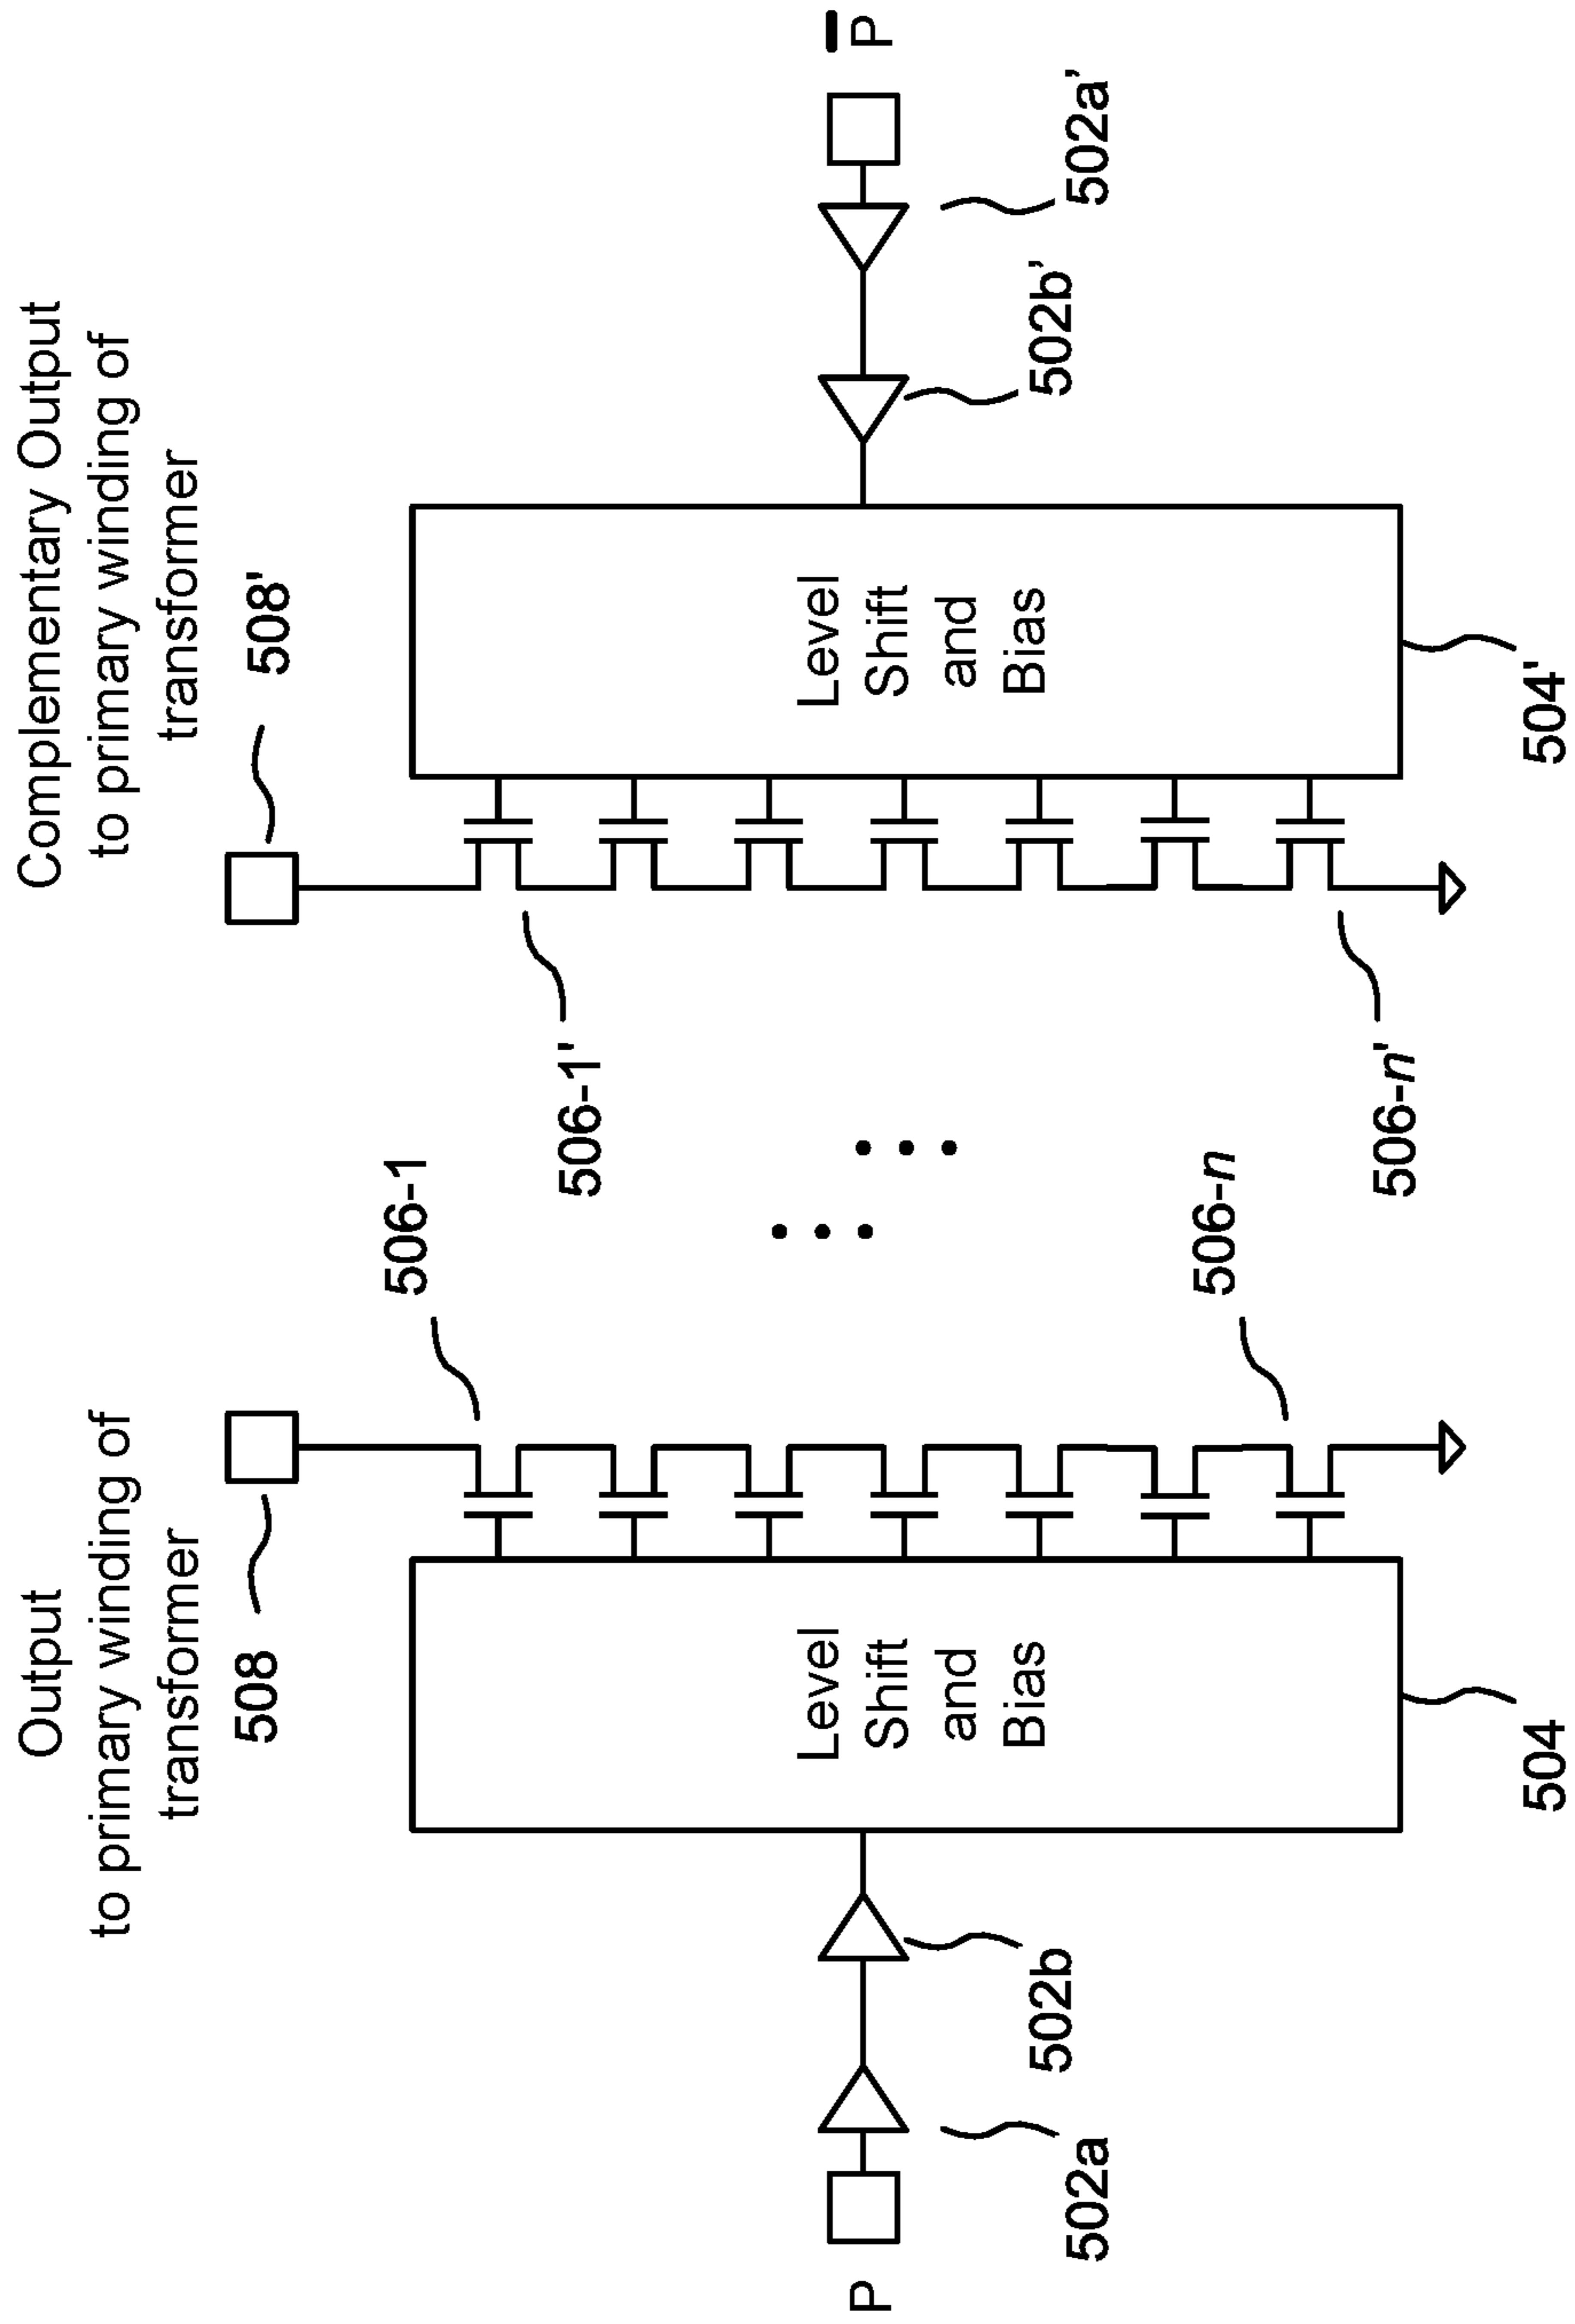 Output
to primary winding of
transformer
508
Complementary Output
to primary winding of
transformer
508'
506-1
506-1'
P
502a
502b
Level
Shift
and
Bias
504
• • •
• • •
Level
Shift
and
Bias
504'
502b'
502a'
P̅
506-n
506-n'